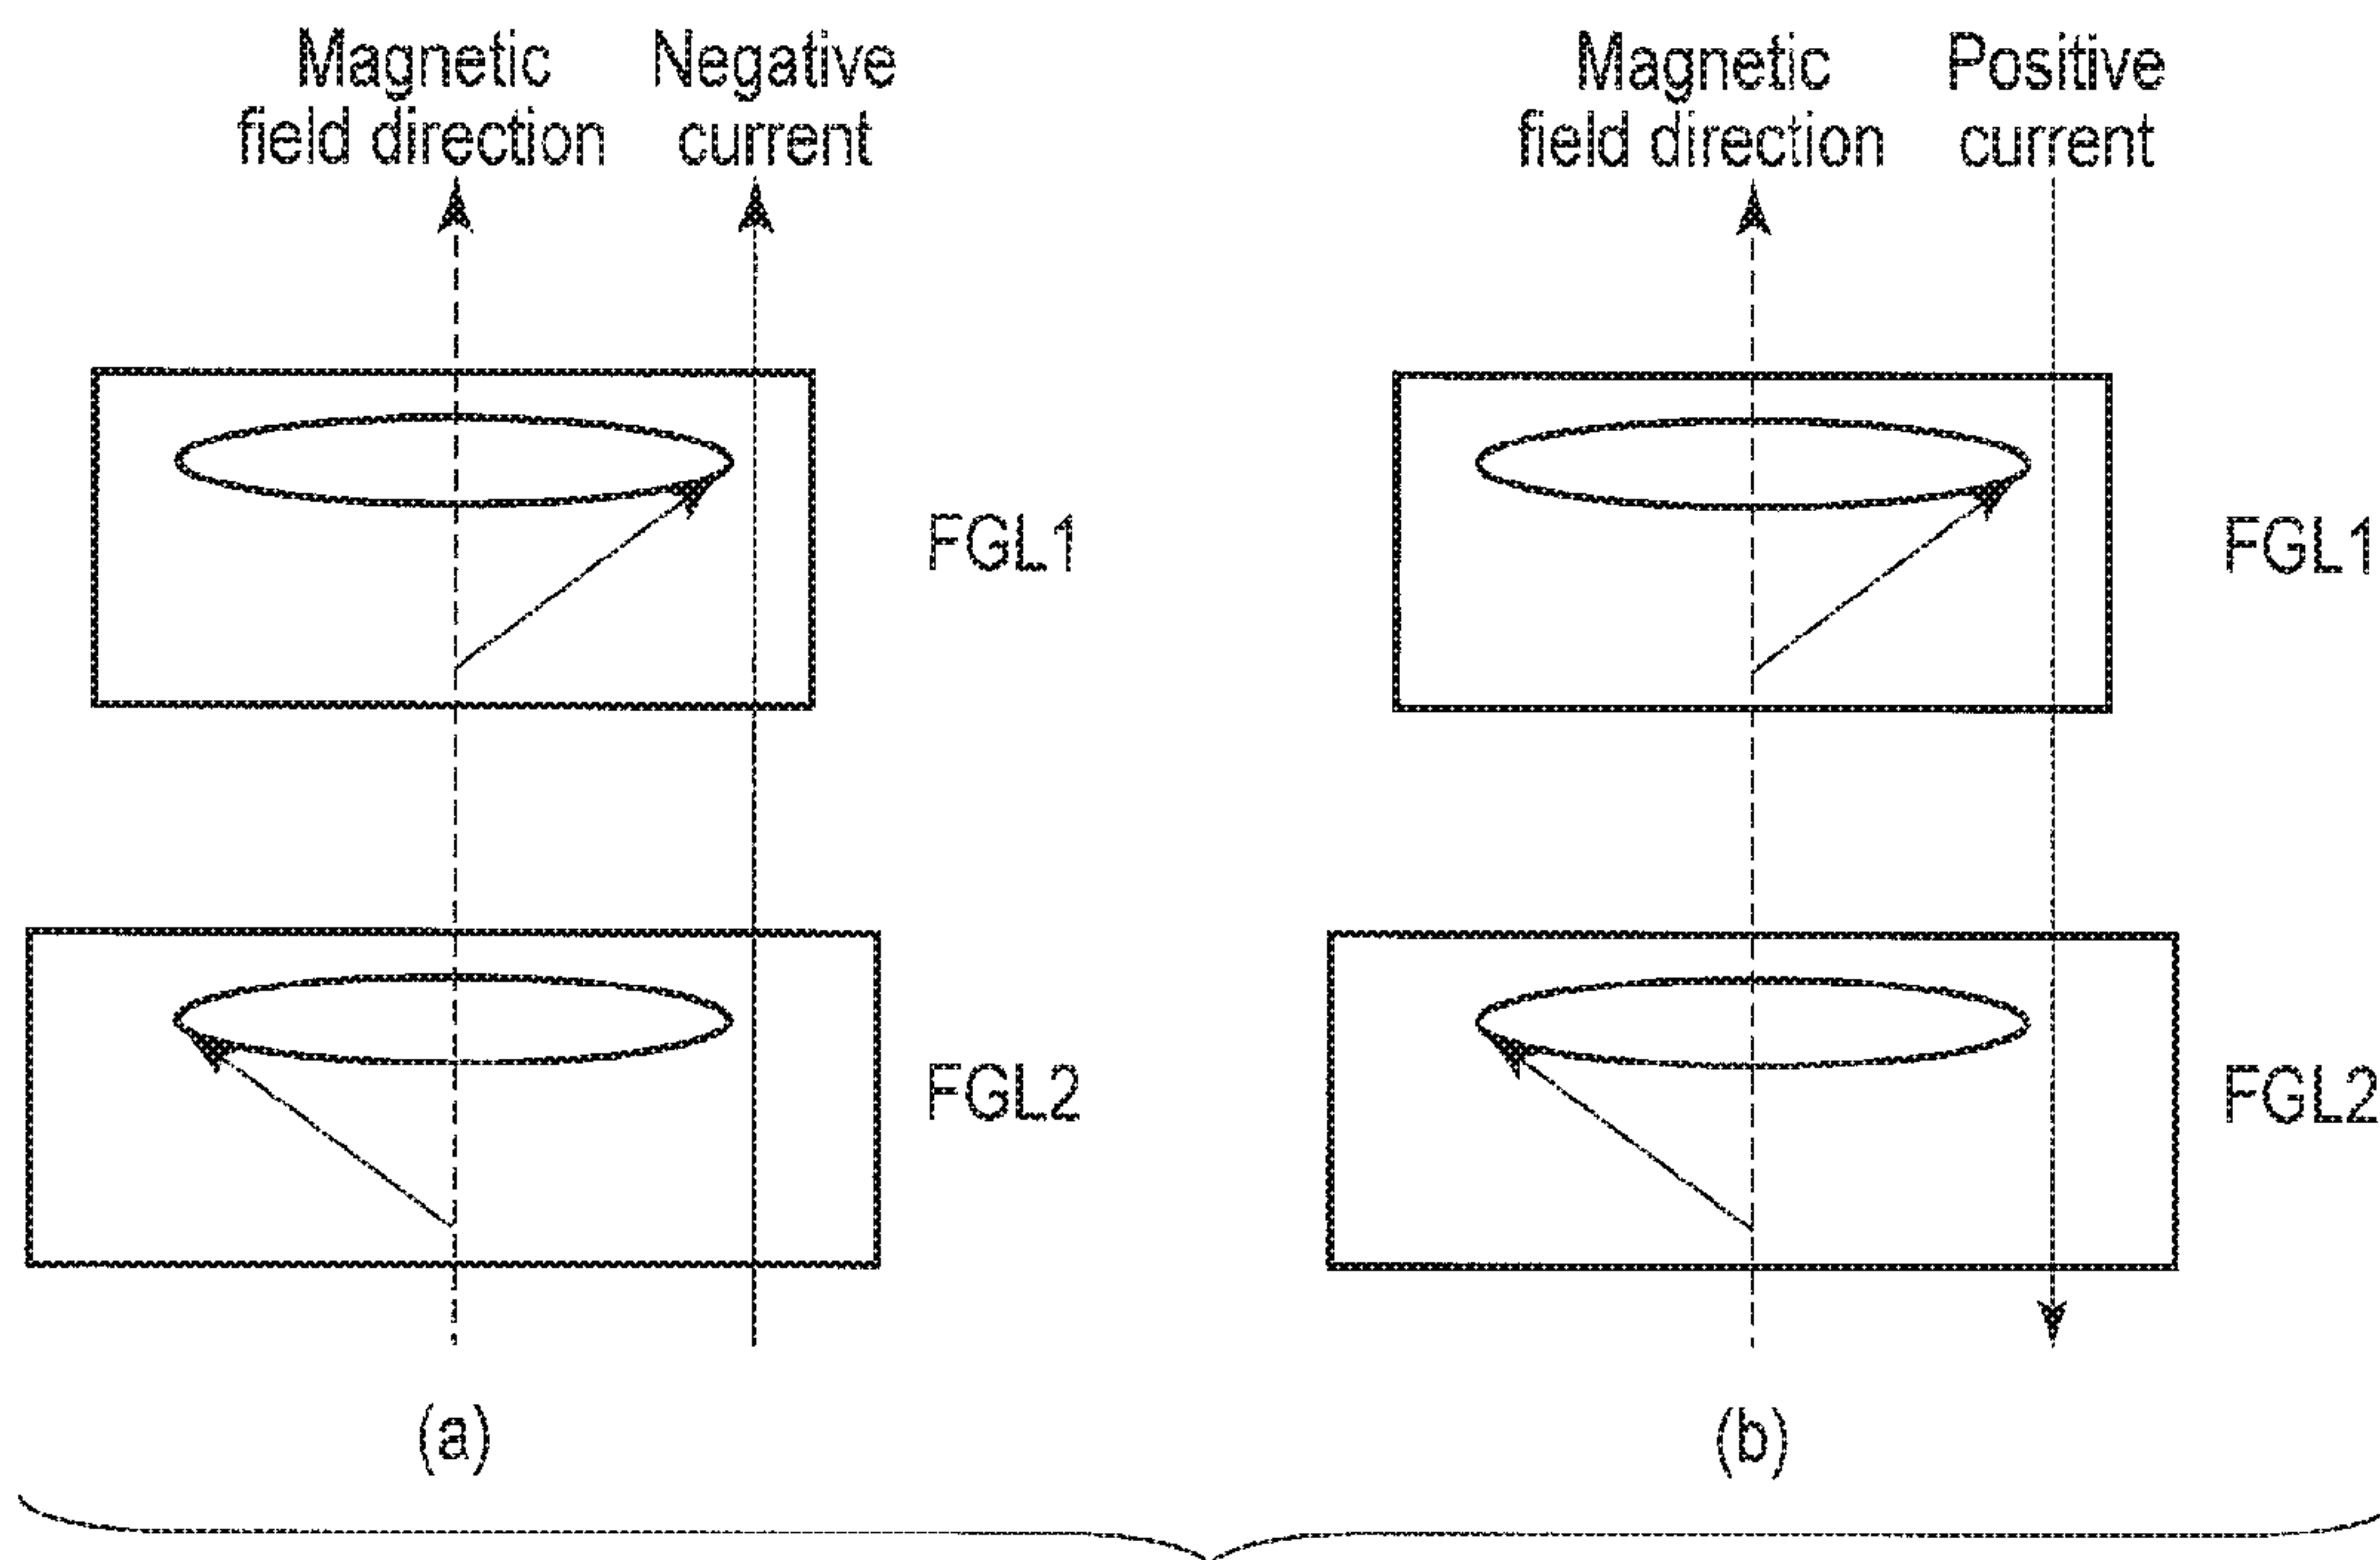 Magnetic
field direction
Negative
current
FGL1
FGL2
(a)
Magnetic
field direction
Positive
current
FGL1
FGL2
(b)